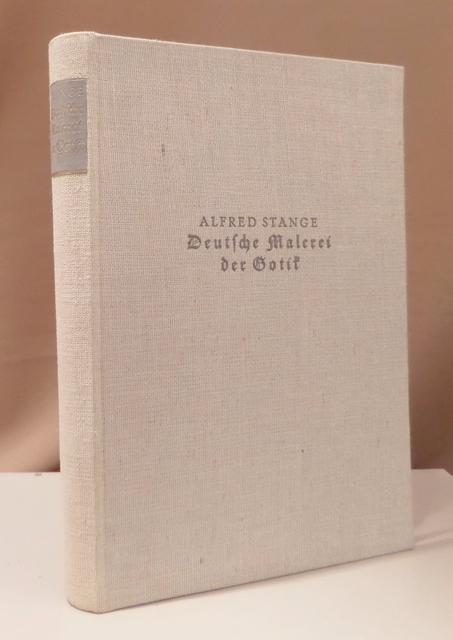 ALFRED STANGE
Deutſche Malerei
der Gotik